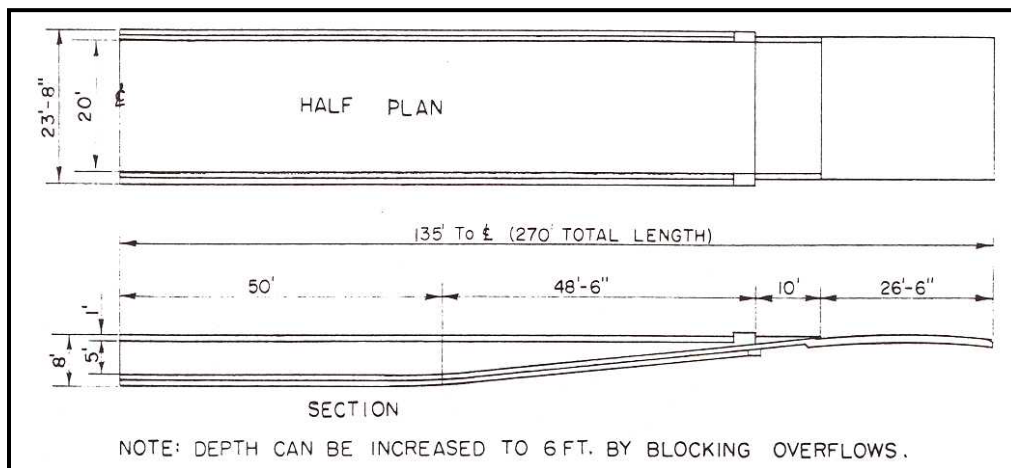 23'-8"
20'
℄
HALF PLAN
135' To ℄ (270' TOTAL LENGTH)
50'
48'-6"
10'
26'-6"
1'
8'
5'
SECTION
NOTE: DEPTH CAN BE INCREASED TO 6 FT. BY BLOCKING OVERFLOWS.